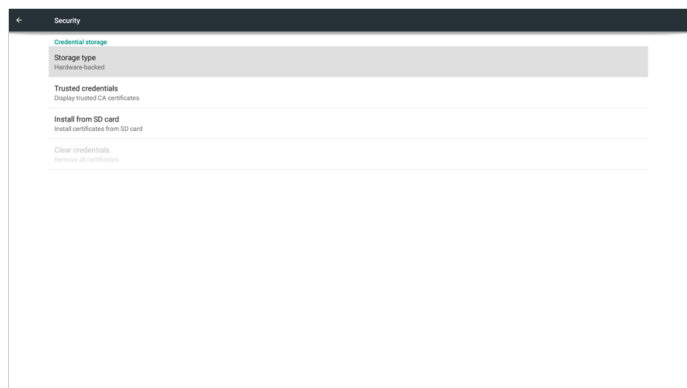 Security
Credential storage
Storage type
Hardware-backed
Trusted credentials
Display trusted CA certificates
Install from SD card
Install certificates from SD card
Clear credentials
Remove all certificates